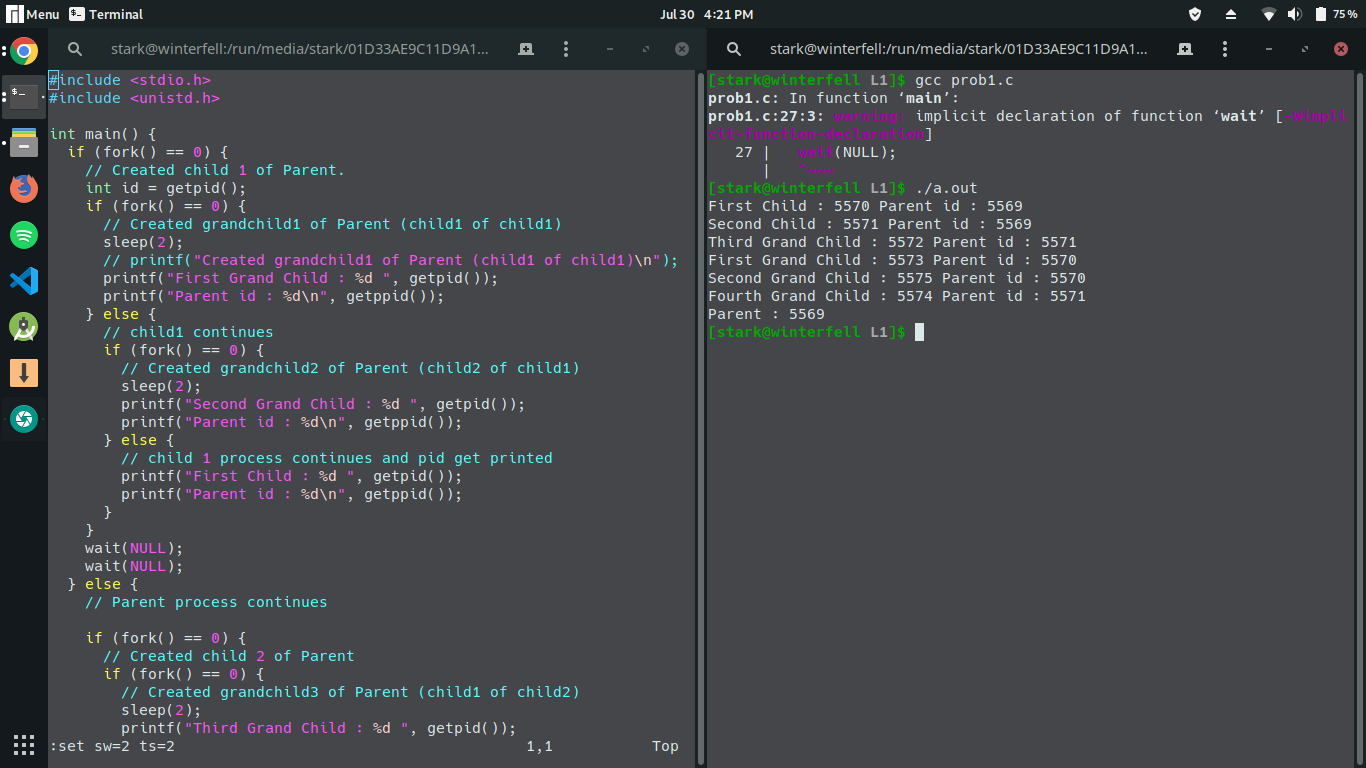 Menu
Terminal
Jul 30 4:21 PM
75 %
stark@winterfell:/run/media/stark/01D33AE9C11D9A1...
#include <stdio.h>
#include <unistd.h>
int main() {
  if (fork() == 0) {
    // Created child 1 of Parent.
    int id = getpid();
    if (fork() == 0) {
      // Created grandchild1 of Parent (child1 of child1)
      sleep(2);
      // printf("Created grandchild1 of Parent (child1 of child1)\n");
      printf("First Grand Child : %d ", getpid());
      printf("Parent id : %d\n", getppid());
    } else {
      // child1 continues
      if (fork() == 0) {
        // Created grandchild2 of Parent (child2 of child1)
        sleep(2);
        printf("Second Grand Child : %d ", getpid());
        printf("Parent id : %d\n", getppid());
      } else {
        // child 1 process continues and pid get printed
        printf("First Child : %d ", getpid());
        printf("Parent id : %d\n", getppid());
      }
    }
    wait(NULL);
    wait(NULL);
  } else {
    // Parent process continues
    if (fork() == 0) {
      // Created child 2 of Parent
      if (fork() == 0) {
        // Created grandchild3 of Parent (child1 of child2)
        sleep(2);
        printf("Third Grand Child : %d ", getpid());
:set sw=2 ts=2 1,1 Top
stark@winterfell:/run/media/stark/01D33AE9C11D9A1...
[stark@winterfell L1]$ gcc prob1.c
prob1.c: In function ‘main’:
prob1.c:27:3: warning: implicit declaration of function ‘wait’ [-Wimpli
cit-function-declaration]
   27 |   wait(NULL);
      |   ^~~~
[stark@winterfell L1]$ ./a.out
First Child : 5570 Parent id : 5569
Second Child : 5571 Parent id : 5569
Third Grand Child : 5572 Parent id : 5571
First Grand Child : 5573 Parent id : 5570
Second Grand Child : 5575 Parent id : 5570
Fourth Grand Child : 5574 Parent id : 5571
Parent : 5569
[stark@winterfell L1]$